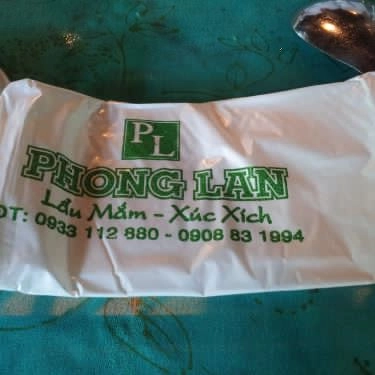 PL
PHONG LAN
Lẩu Mắm - Xúc Xích
ĐT: 0933 112 880 - 0908 83 1994